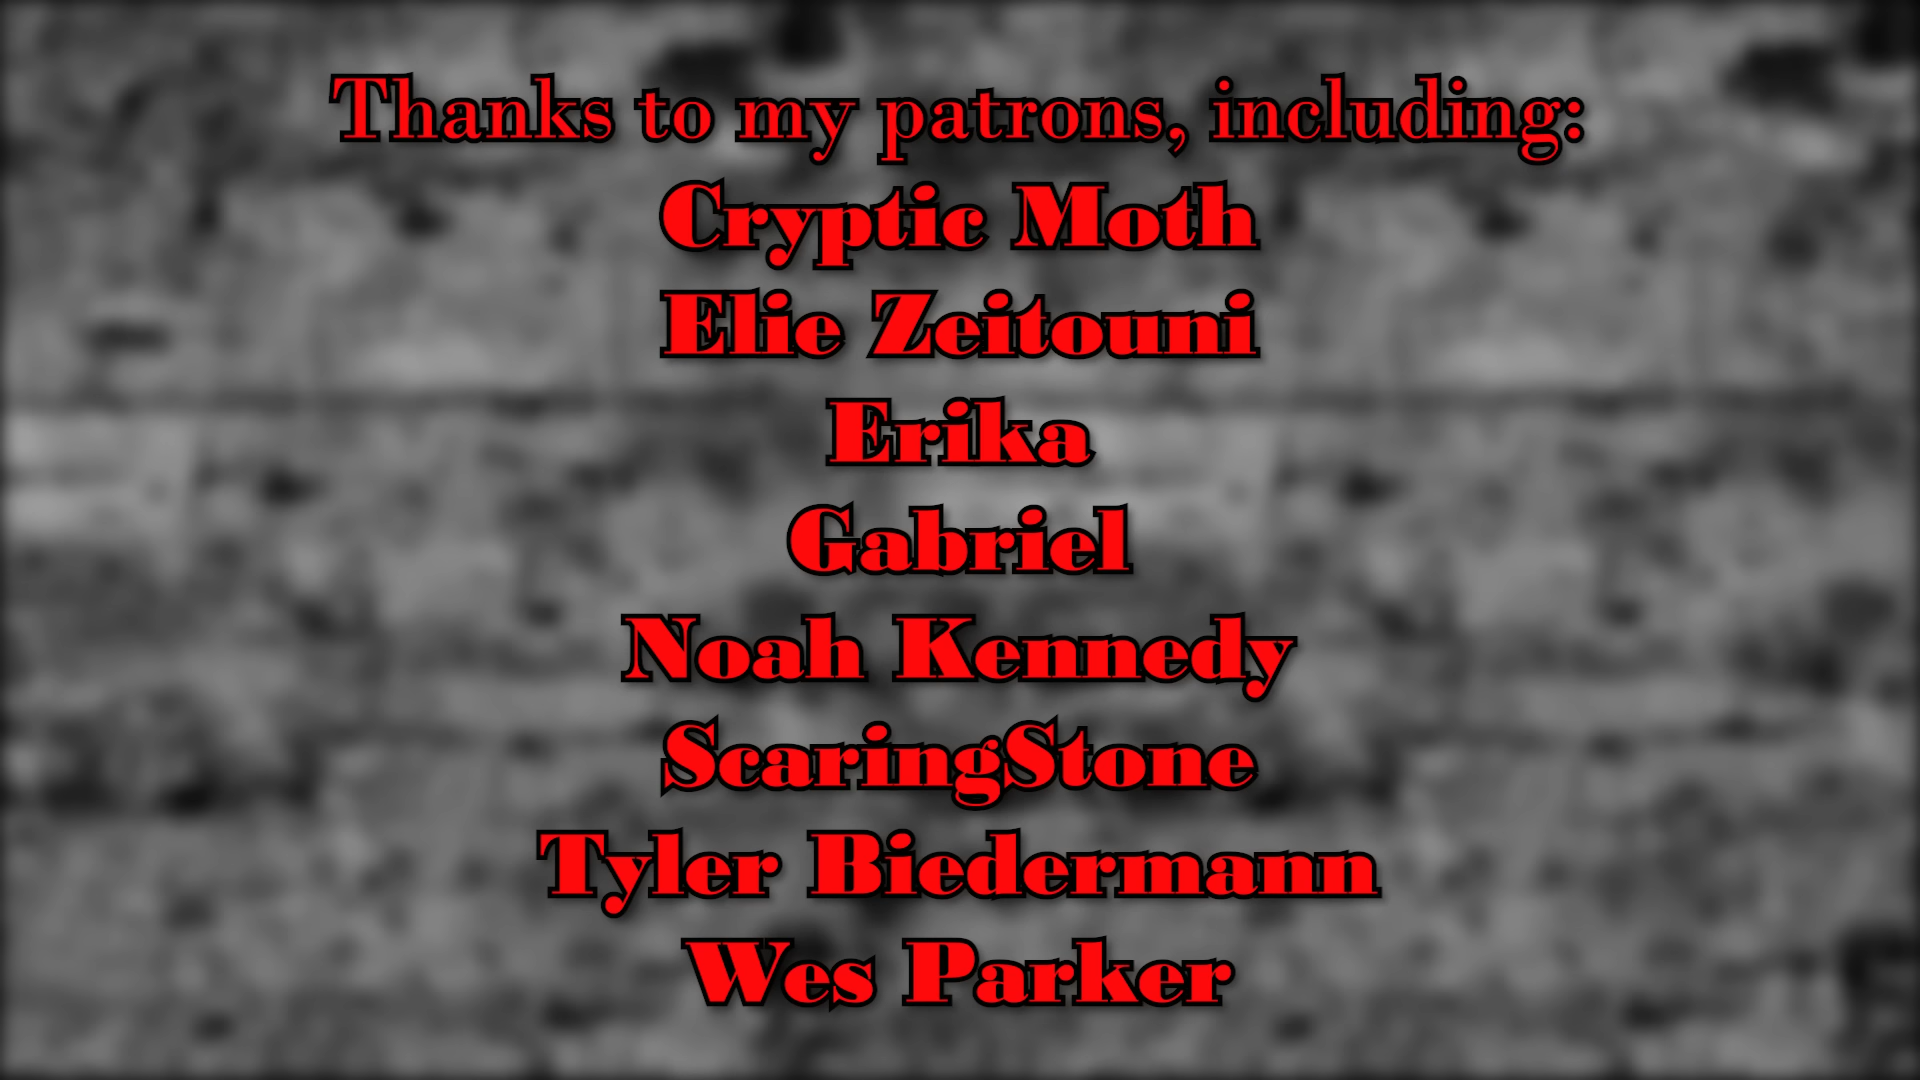 Thanks to my patrons, including:
Cryptic Moth
Elie Zeitouni
Erika
Gabriel
Noah Kennedy
ScaringStone
Tyler Biedermann
Wes Parker